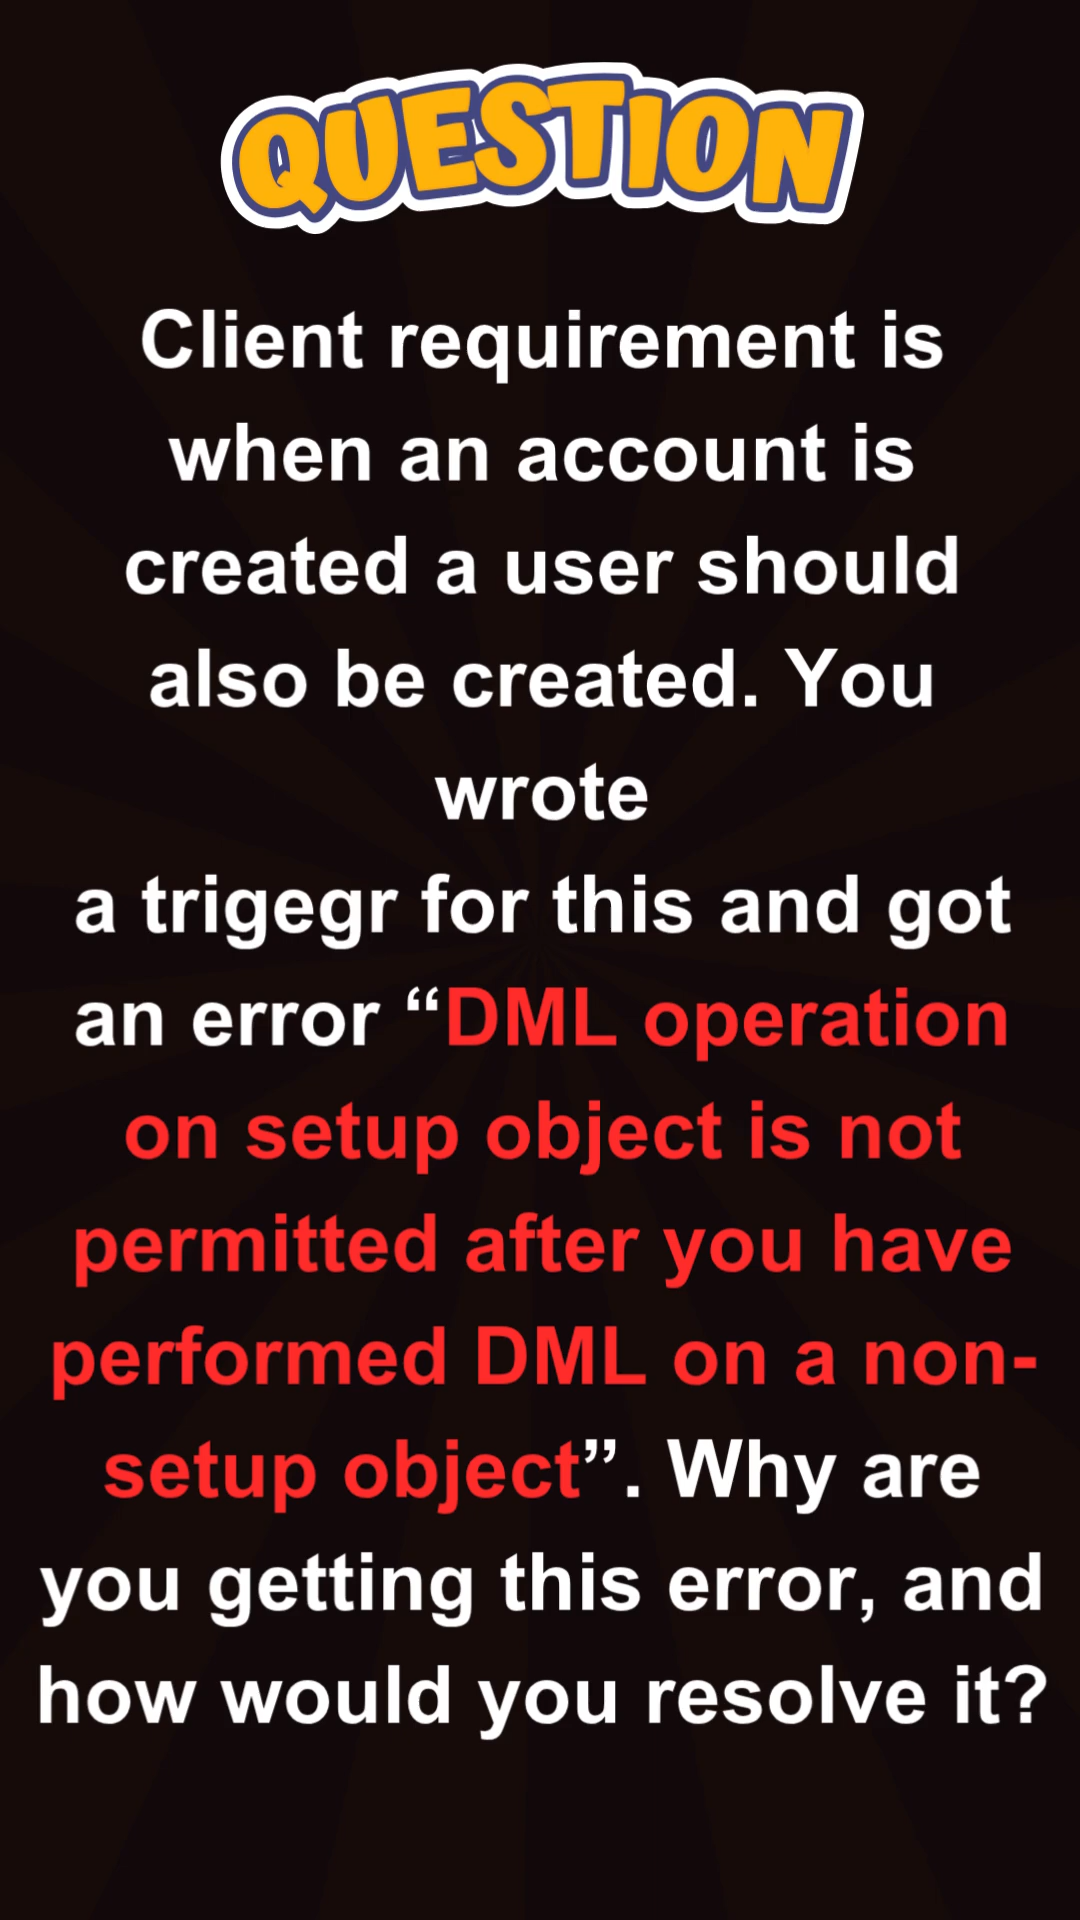 QUESTION
Client requirement is
when an account is
created a user should
also be created. You
wrote
a trigegr for this and got
an error “DML operation
on setup object is not
permitted after you have
performed DML on a non-
setup object”. Why are
you getting this error, and
how would you resolve it?